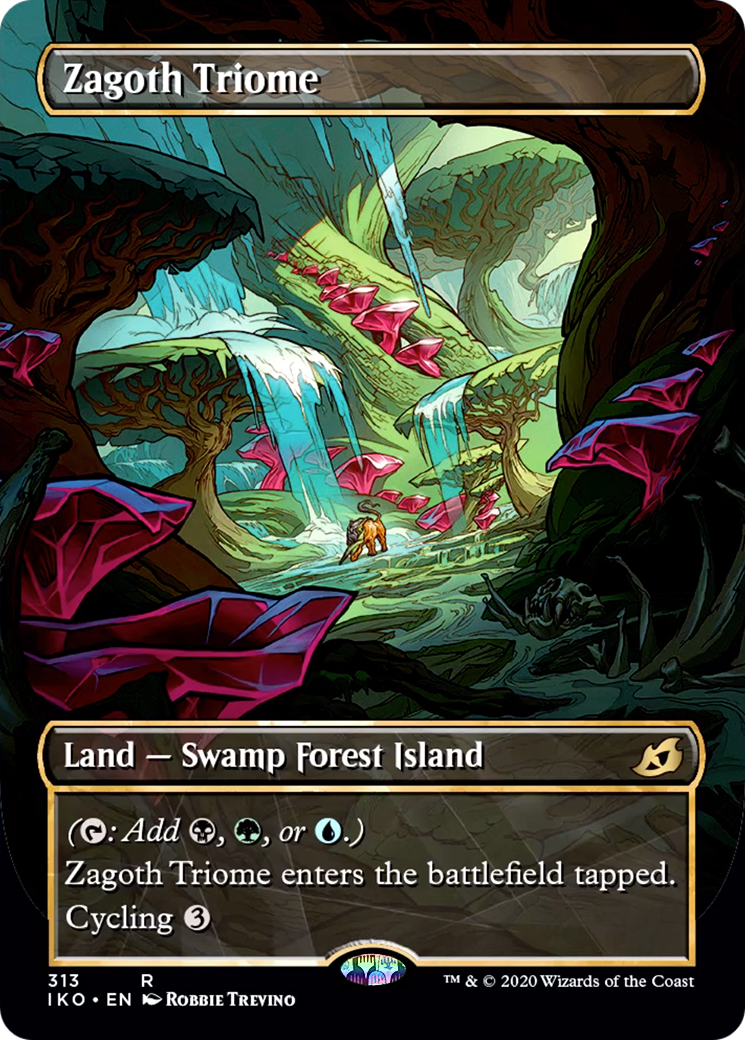 Zagoth Triome
Land — Swamp Forest Island
(: Add , , or .)
Zagoth Triome enters the battlefield tapped.
Cycling 3
313 R
™ & © 2020 Wizards of the Coast
IKO • EN Robbie Trevino